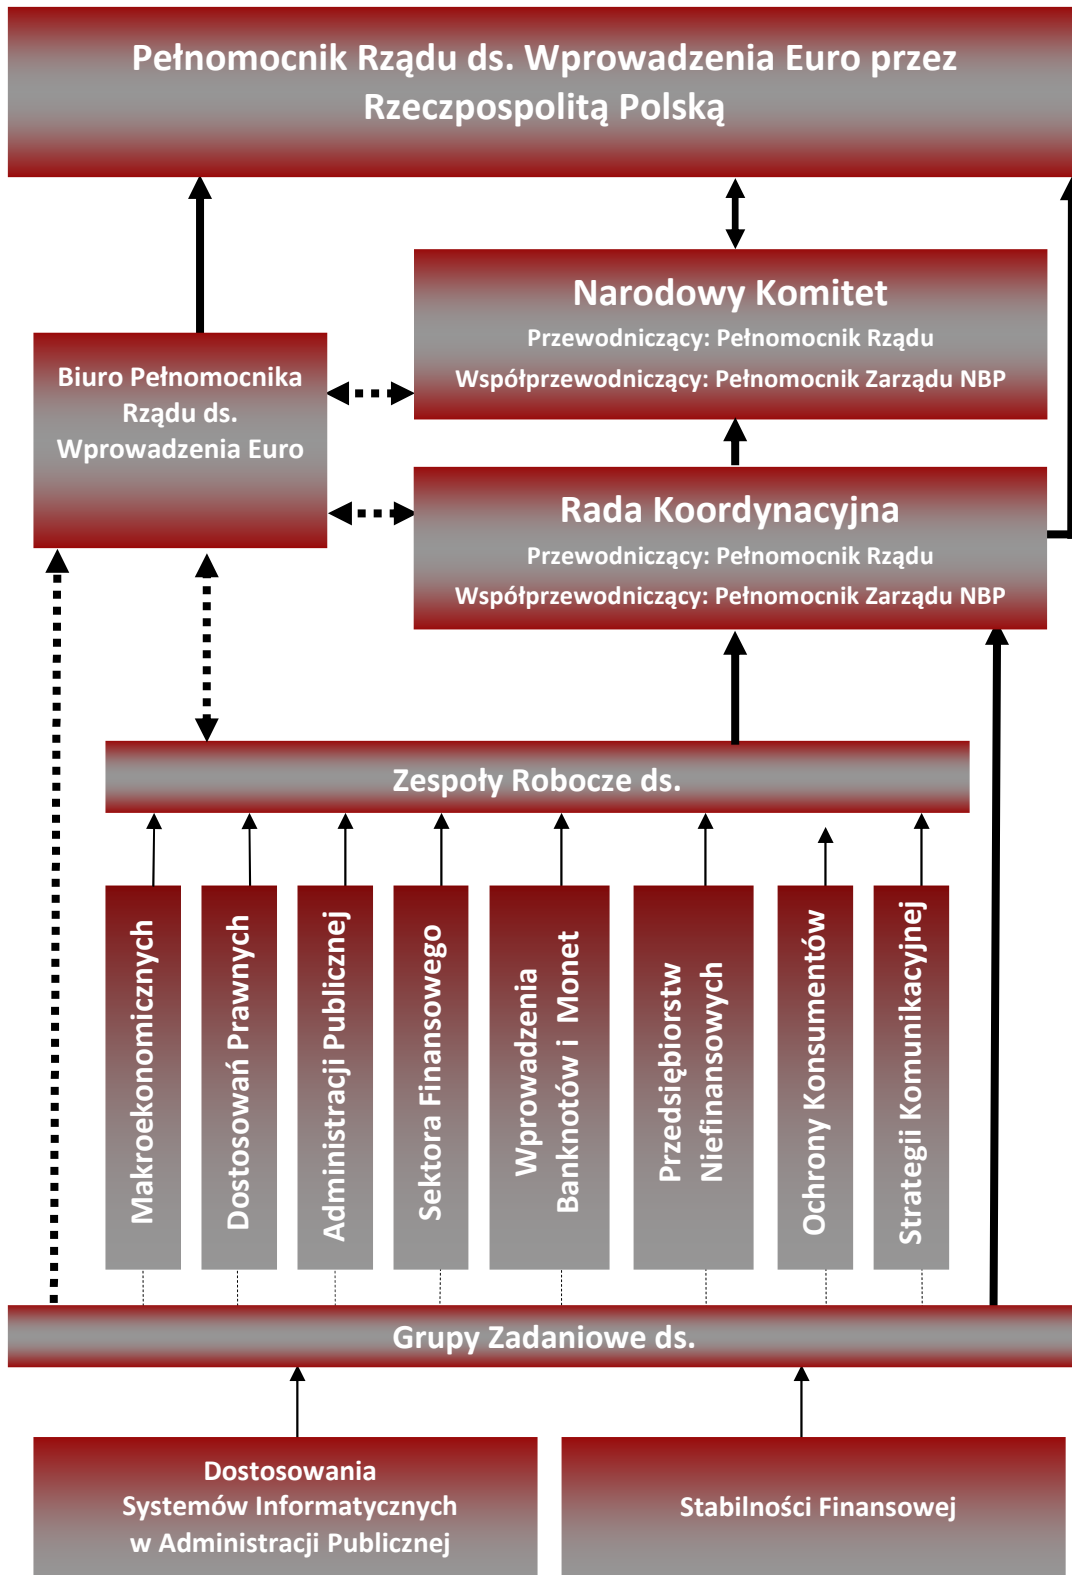 Pełnomocnik Rządu ds. Wprowadzenia Euro przez
Rzeczpospolitą Polską
Narodowy Komitet
Przewodniczący: Pełnomocnik Rządu
Współprzewodniczący: Pełnomocnik Zarządu NBP
Biuro Pełnomocnika
Rządu ds.
Wprowadzenia Euro
Rada Koordynacyjna
Przewodniczący: Pełnomocnik Rządu
Współprzewodniczący: Pełnomocnik Zarządu NBP
Zespoły Robocze ds.
Makroekonomicznych
Dostosowań Prawnych
Administracji Publicznej
Sektora Finansowego
Wprowadzenia
Banknotów i Monet
Przedsiębiorstw
Niefinansowych
Ochrony Konsumentów
Strategii Komunikacyjnej
Grupy Zadaniowe ds.
Dostosowania
Systemów Informatycznych
w Administracji Publicznej
Stabilności Finansowej